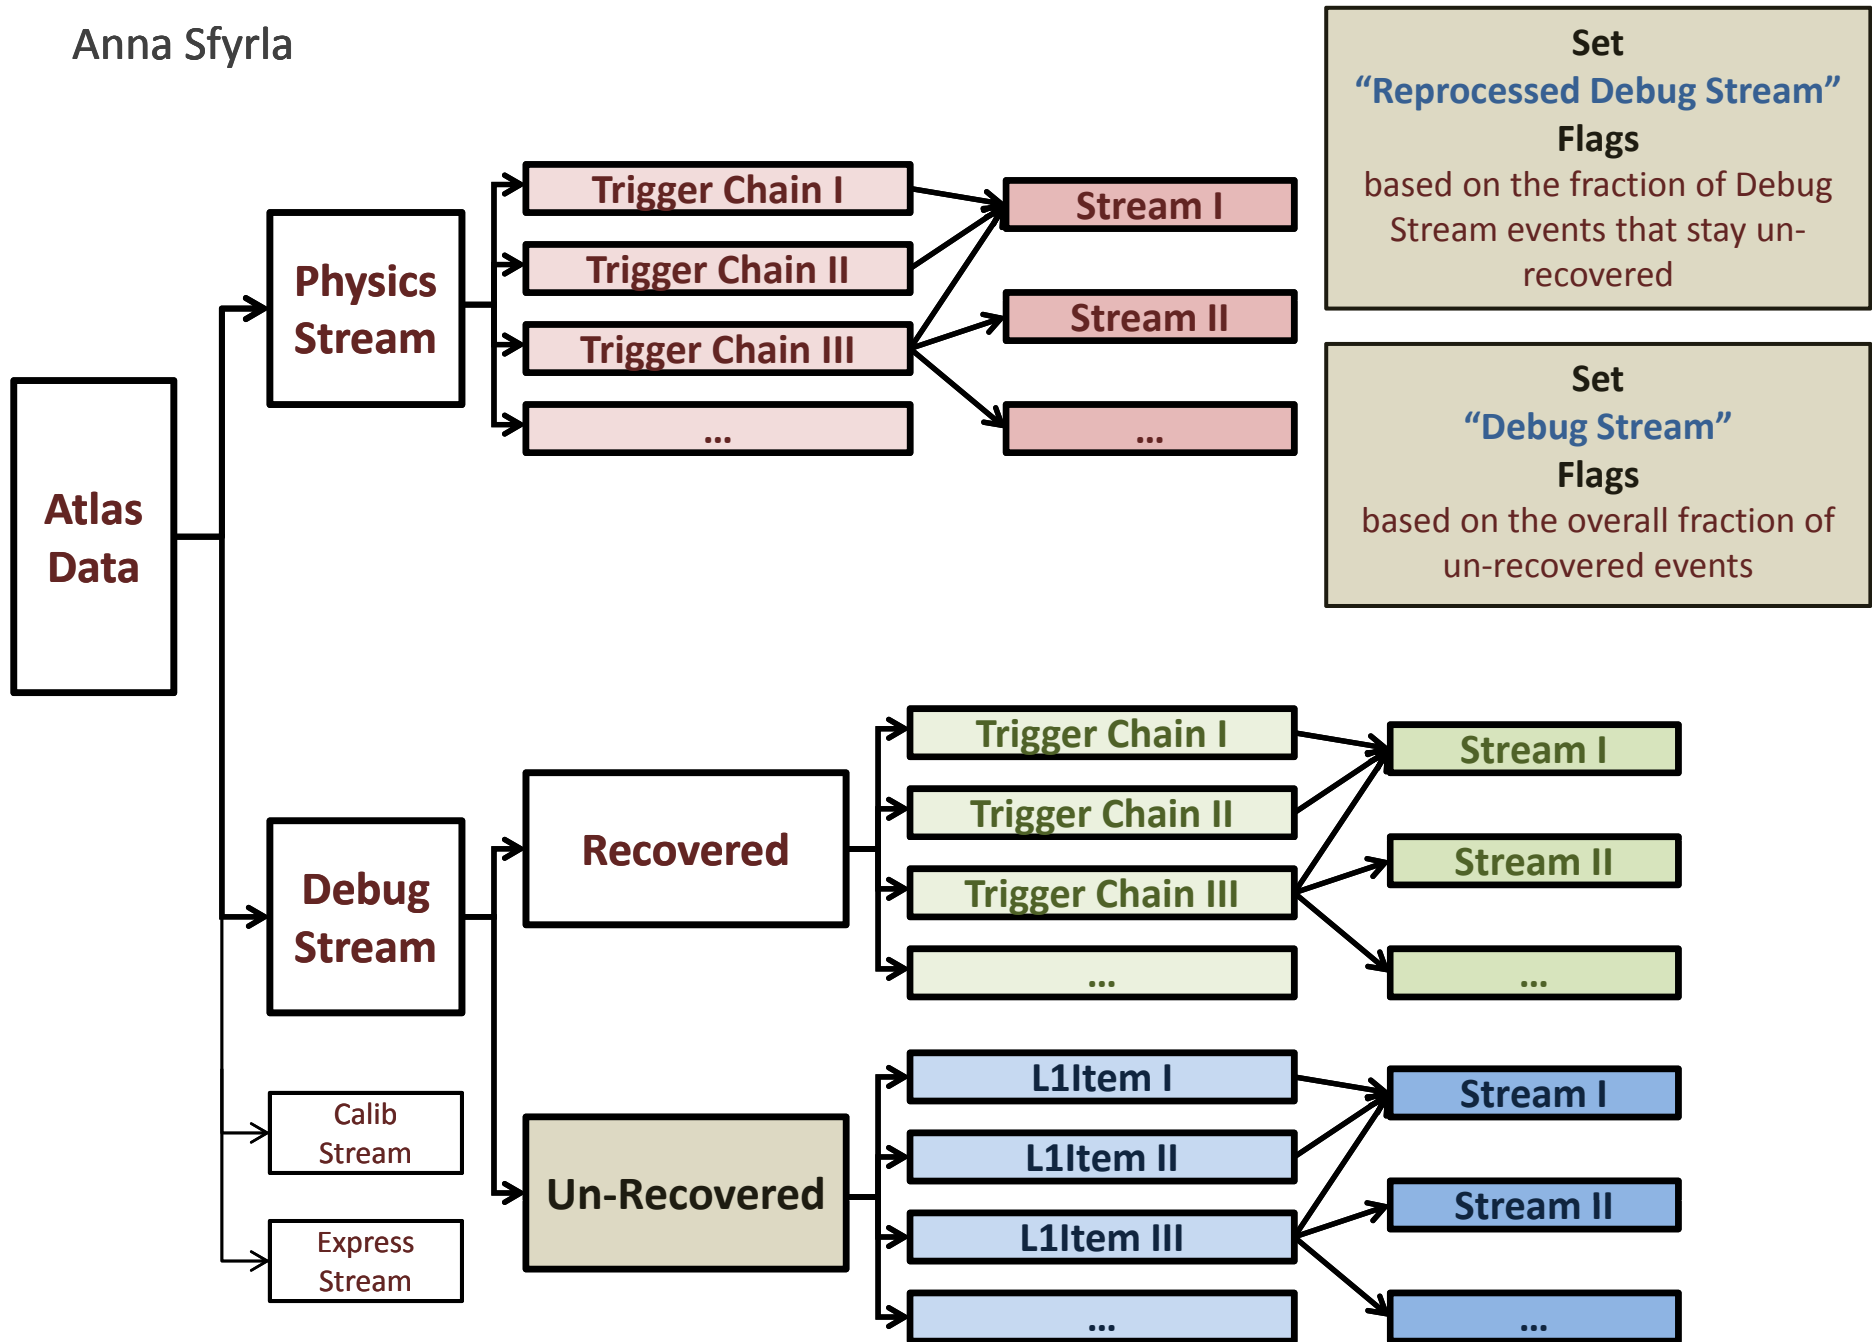 Anna Sfyrla
Set
“Reprocessed Debug Stream”
Flags
based on the fraction of Debug
Stream events that stay un-
recovered
Set
“Debug Stream”
Flags
based on the overall fraction of
un-recovered events
Atlas
Data
Physics
Stream
Trigger Chain I
Trigger Chain II
Trigger Chain III
...
Stream I
Stream II
...
Debug
Stream
Recovered
Trigger Chain I
Trigger Chain II
Trigger Chain III
...
Stream I
Stream II
...
Un-Recovered
L1Item I
L1Item II
L1Item III
...
Stream I
Stream II
...
Calib
Stream
Express
Stream